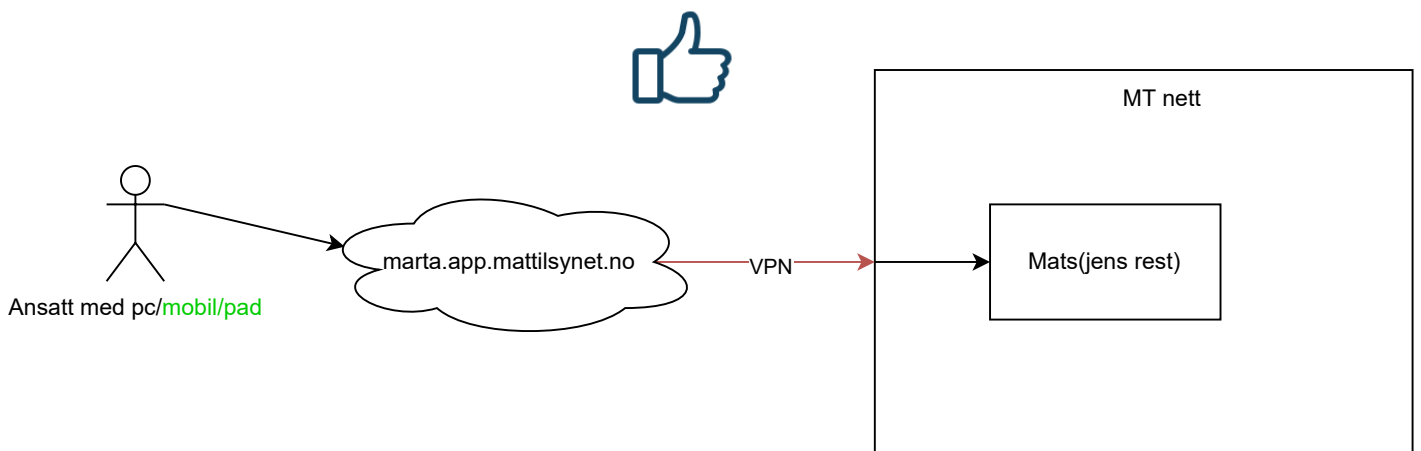 MT nett
marta.app.mattilsynet.no
VPN
Mats(jens rest)
Ansatt med pc/mobil/pad